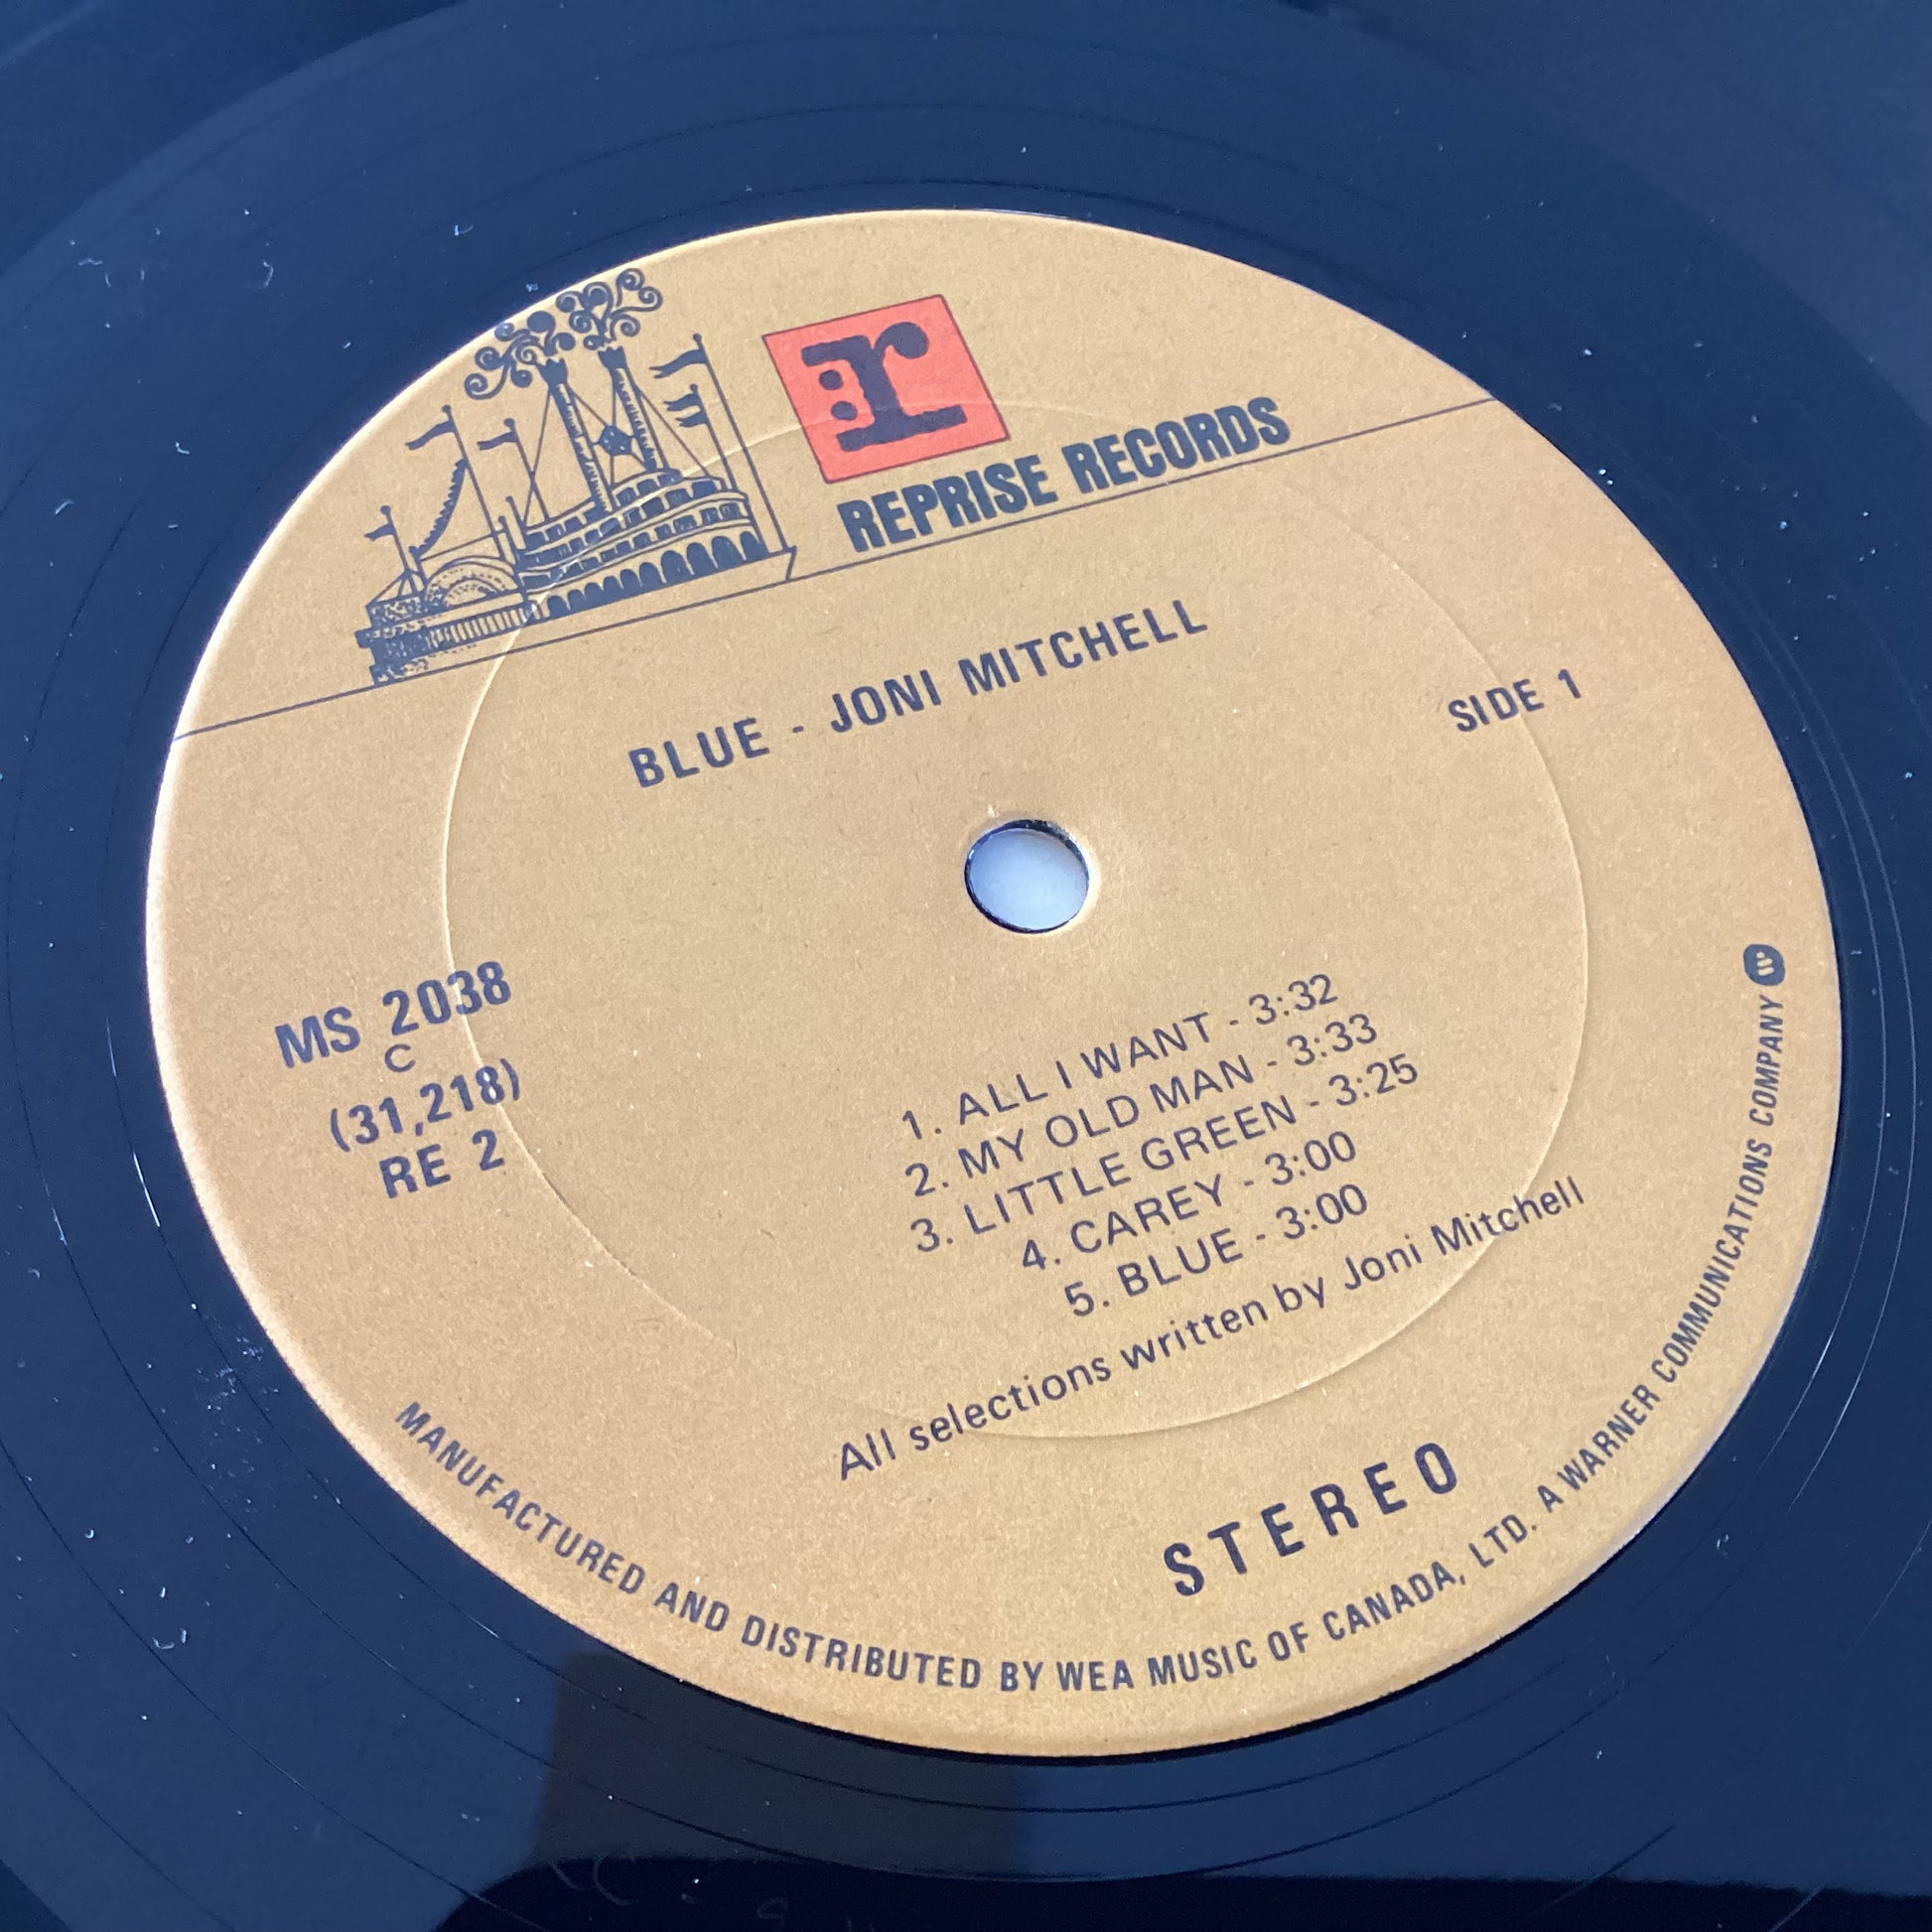 r:
REPRISE RECORDS
BLUE - JONI MITCHELL
SIDE 1
MS 2038
C
(31,218)
RE 2
1. ALL I WANT - 3:32
2. MY OLD MAN - 3:33
3. LITTLE GREEN - 3:25
4. CAREY - 3:00
5. BLUE - 3:00
All selections written by Joni Mitchell
STEREO
MANUFACTURED AND DISTRIBUTED BY WEA MUSIC OF CANADA, LTD. A WARNER COMMUNICATIONS COMPANY